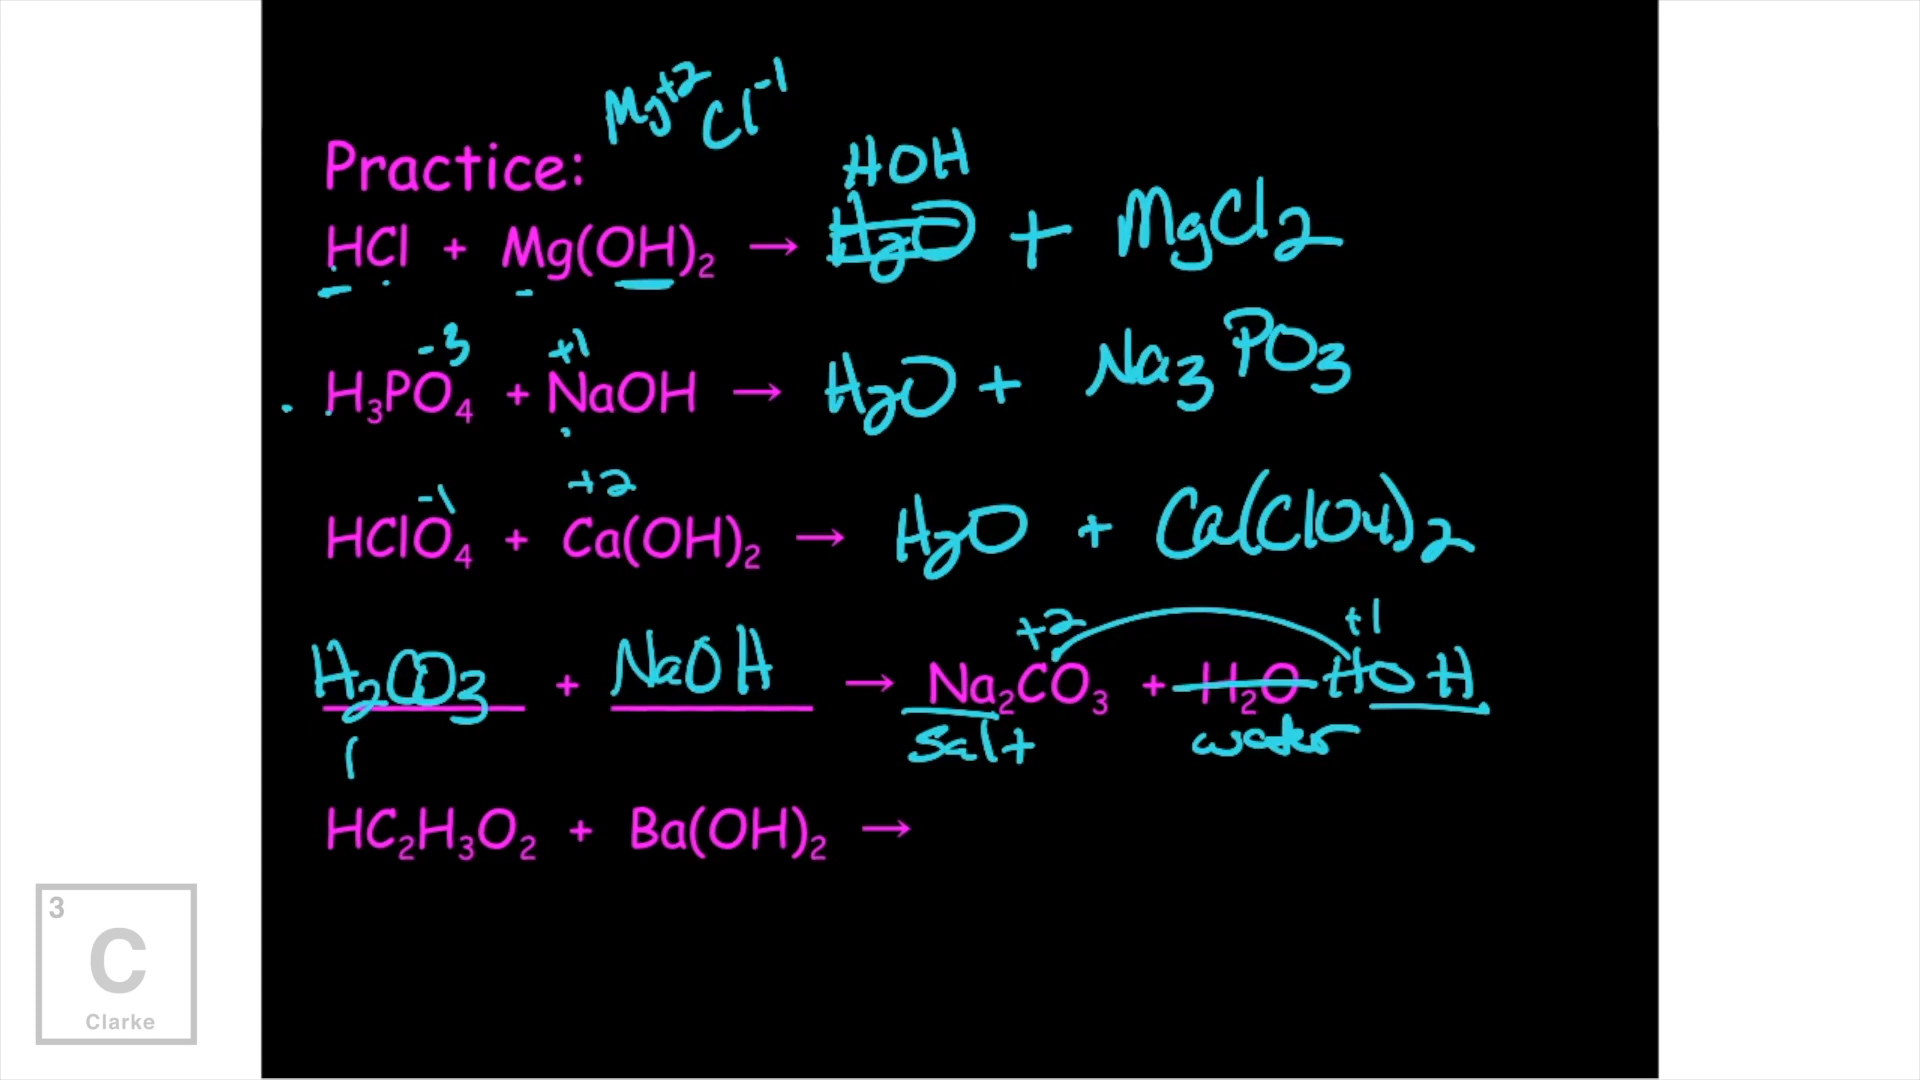 Mg+2 Cl-1
Practice:
HOH
HCl + Mg(OH)2 → H2O + MgCl2
-3 +1
H3PO4 + NaOH → H2O + Na3PO3
-1 +2
HClO4 + Ca(OH)2 → H2O + Ca(ClO4)2
+2 +1
H2CO3 + NaOH → Na2CO3 + H2O HOH
salt water
HC2H3O2 + Ba(OH)2 →
3
C
Clarke